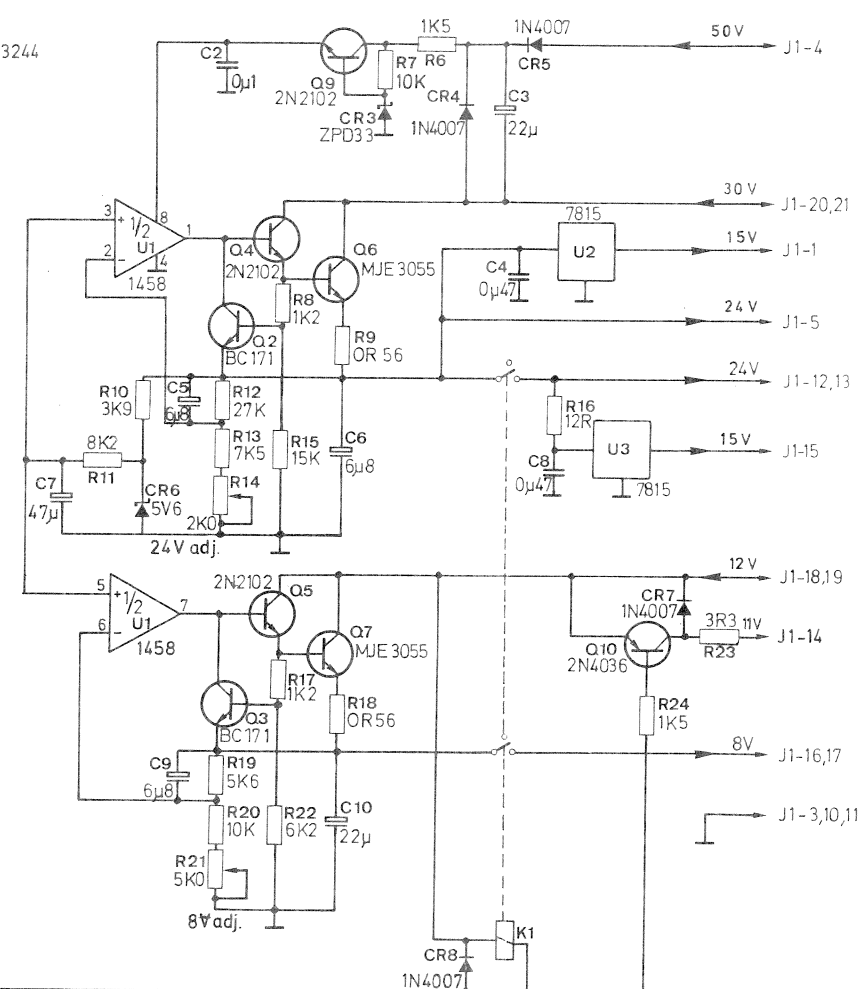 1K5
1N4007
50V
J1-4
3244
C2
0µ1
R7
10K
R6
CR5
Q9
2N2102
CR4
C3
CR3
ZPD33
1N4007
22µ
30V
J1-20,21
3
8
1/2
U1
1
2
4
1458
+
-
7815
U2
15V
J1-1
Q4
2N2102
Q6
MJE3055
C4
0µ47
R8
1K2
24V
J1-5
Q2
BC171
R9
0R56
24V
J1-12,13
R10
3K9
C5
6µ8
R12
27K
R16
12R
8K2
R11
R13
7K5
R15
15K
C6
6µ8
U3
15V
J1-15
C7
47µ
CR6
5V6
R14
2K0
C8
0µ47
7815
24V adj.
12V
J1-18,19
2N2102
Q5
5
+
1/2
U1
7
6
-
1458
Q7
MJE3055
CR7
1N4007
3R3
11V
J1-14
R23
Q10
2N4036
R17
1K2
Q3
BC171
R18
0R56
R24
1K5
8V
J1-16,17
C9
6µ8
R19
5K6
R20
10K
R22
6K2
C10
22µ
J1-3,10,11
R21
5K0
8V adj.
K1
CR8
1N4007